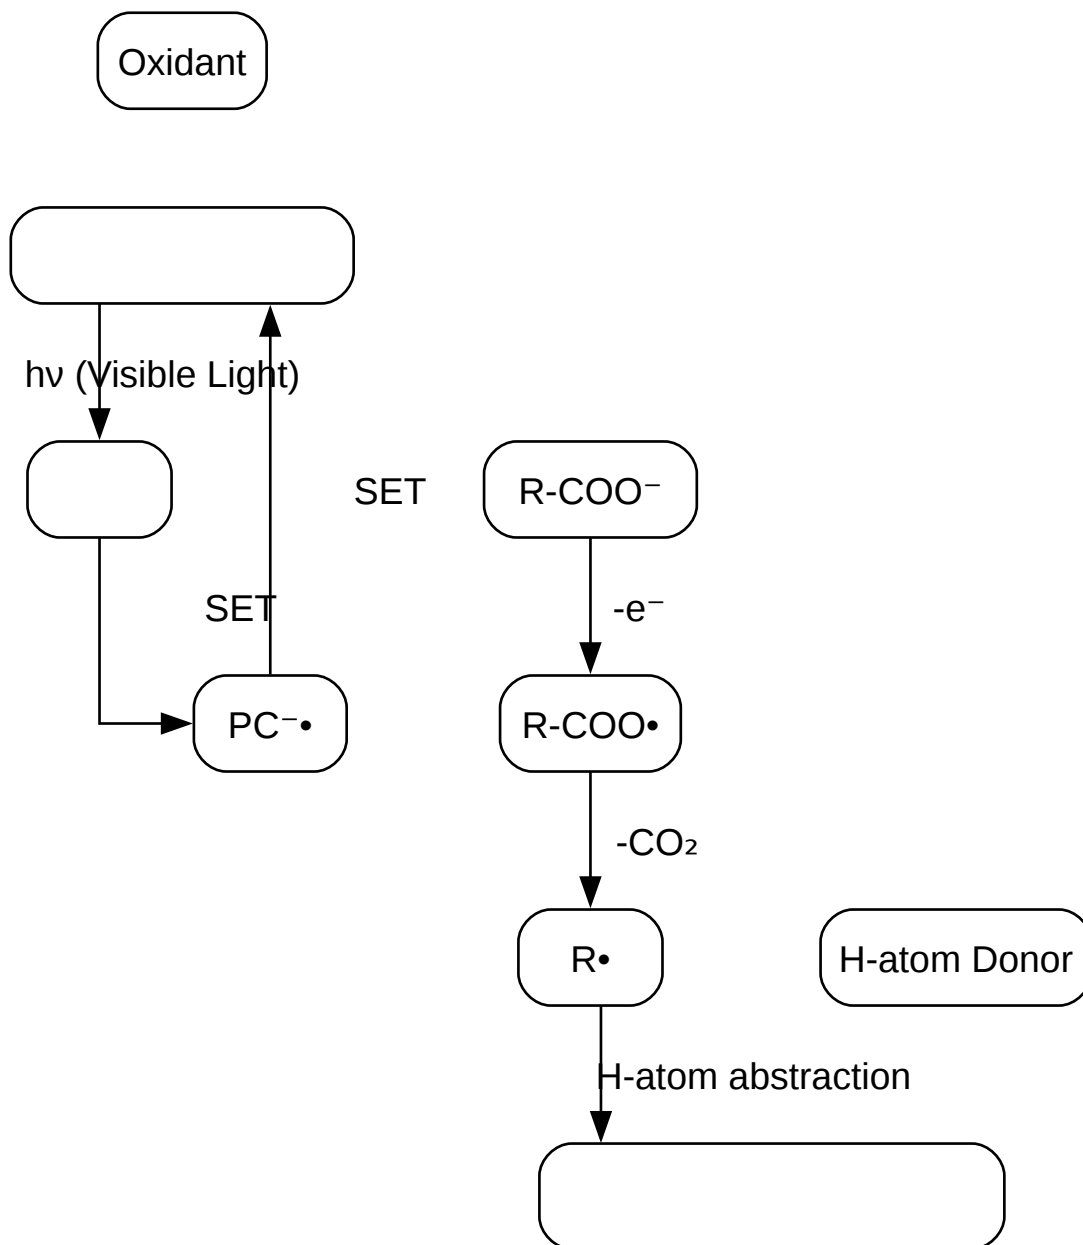 Oxidant
hν (Visible Light)
SET
R-COO⁻
SET
-e⁻
PC⁻•
R-COO•
-CO₂
R•
H-atom Donor
H-atom abstraction